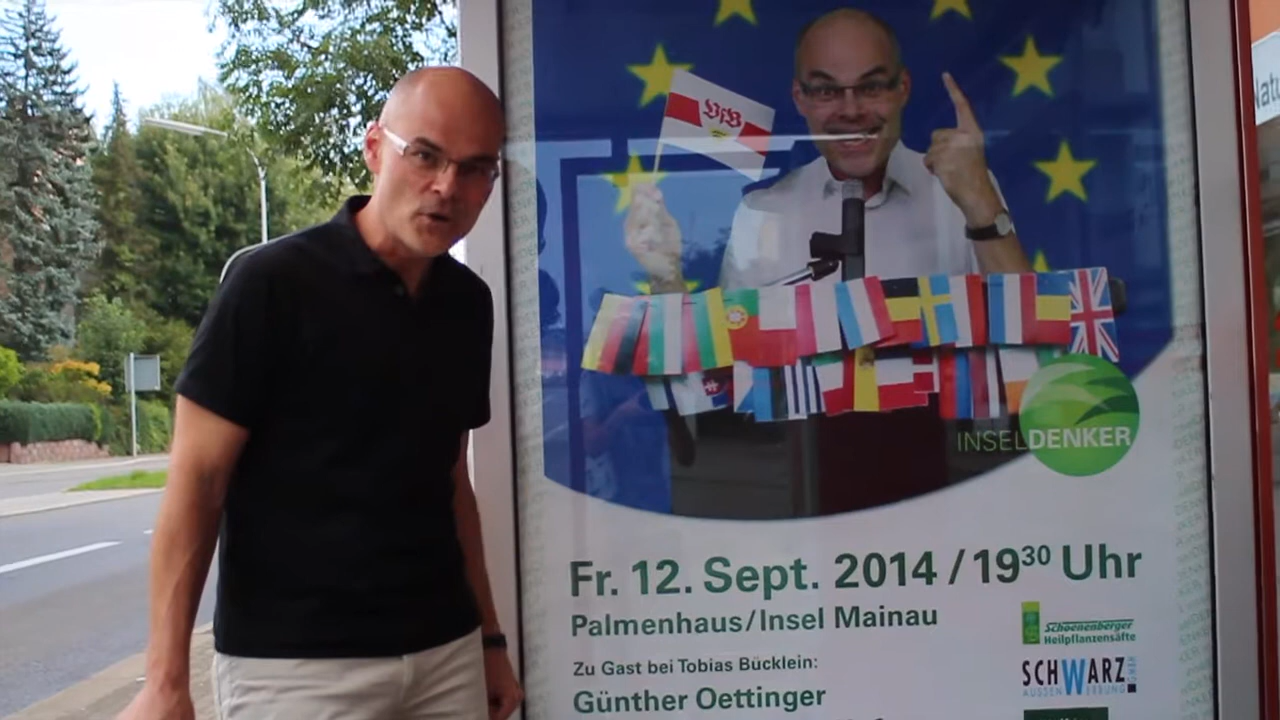 VfB
Natu
INSELDENKER
Fr. 12. Sept. 2014 / 19³⁰ Uhr
Palmenhaus/Insel Mainau
Schoenenberger
Heilpflanzensäfte
Zu Gast bei Tobias Bücklein:
SCHWARZ
AUSSENWERBUNG
Günther Oettinger